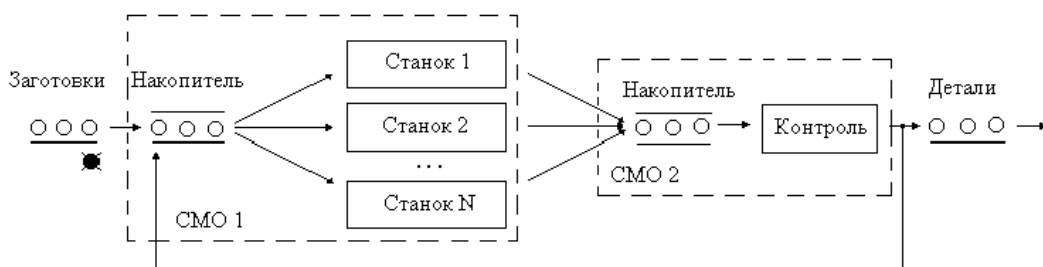 Заготовки
Накопитель
Станок 1
Станок 2
...
Станок N
СМО 1
Накопитель
Контроль
СМО 2
Детали